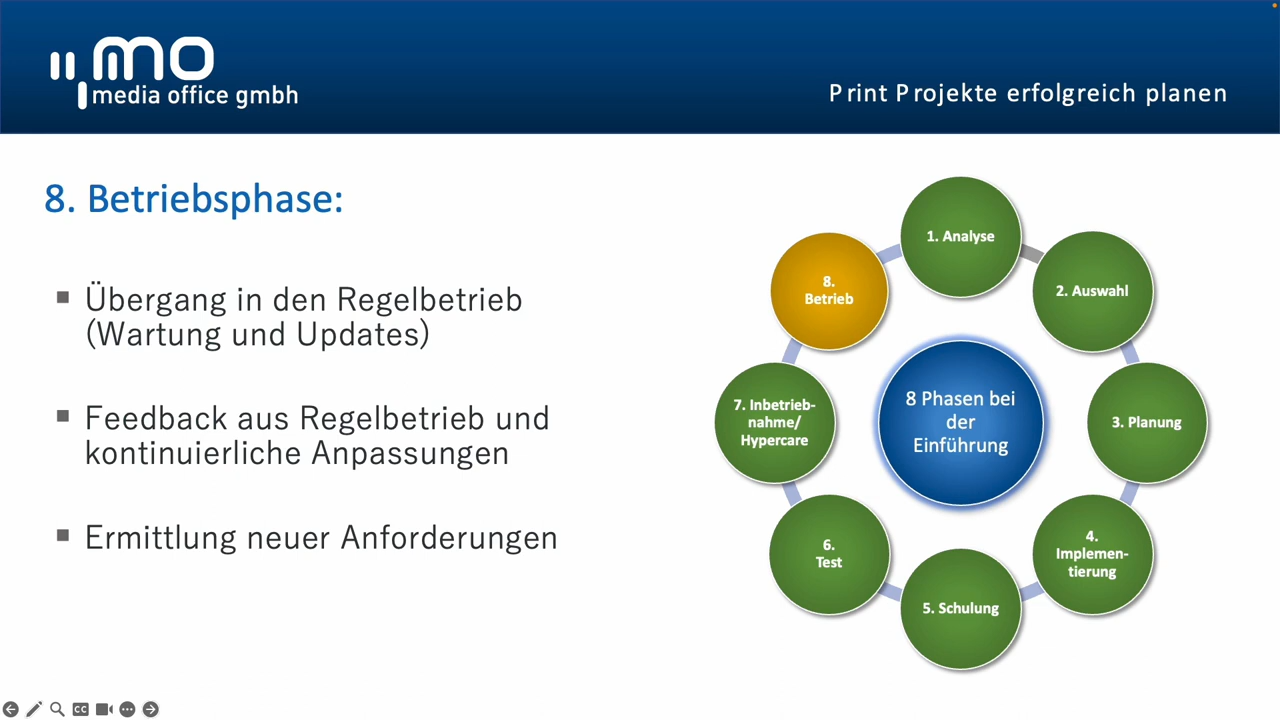 mo
media office gmbh
Print Projekte erfolgreich planen
8. Betriebsphase:
Übergang in den Regelbetrieb
(Wartung und Updates)
Feedback aus Regelbetrieb und
kontinuierliche Anpassungen
Ermittlung neuer Anforderungen
1. Analyse
2. Auswahl
3. Planung
4.
Implemen-
tierung
5. Schulung
6.
Test
7. Inbetrieb-
nahme/
Hypercare
8.
Betrieb
8 Phasen bei
der
Einführung
CC